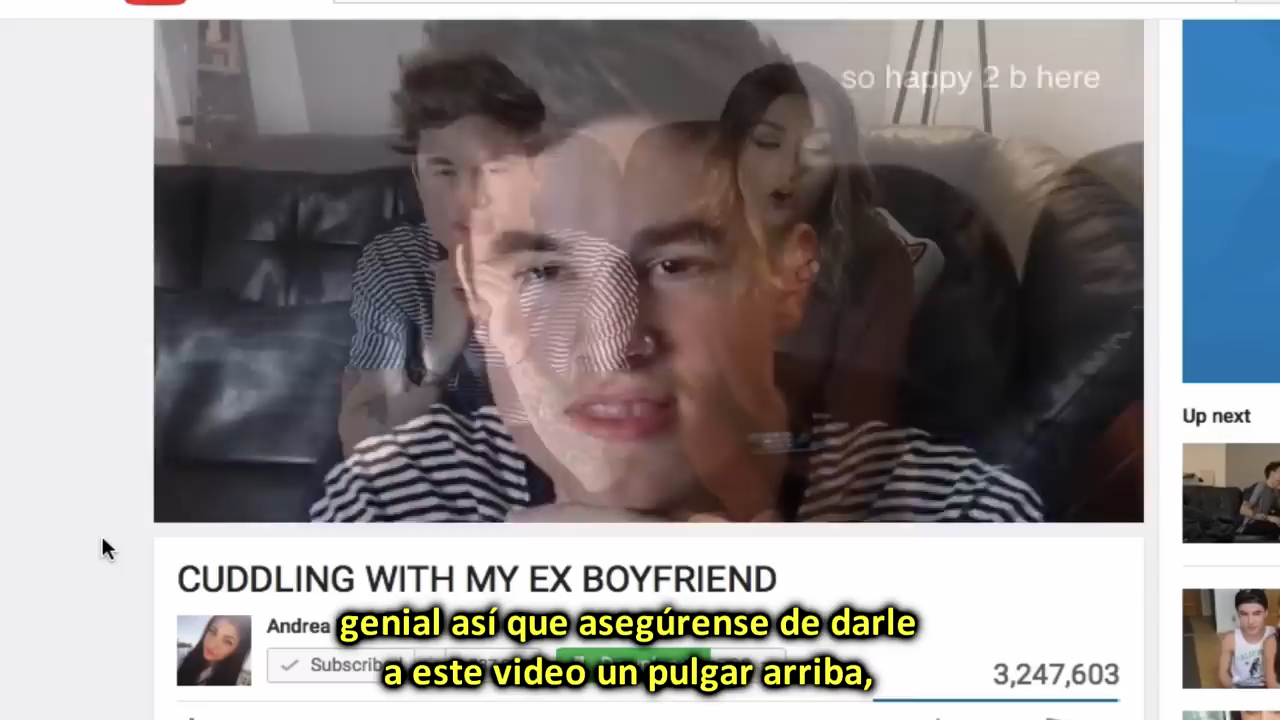 so happy 2 b here
Up next
CUDDLING WITH MY EX BOYFRIEND
Andrea
genial así que asegúrense de darle
Subscrib
a este video un pulgar arriba,
3,247,603